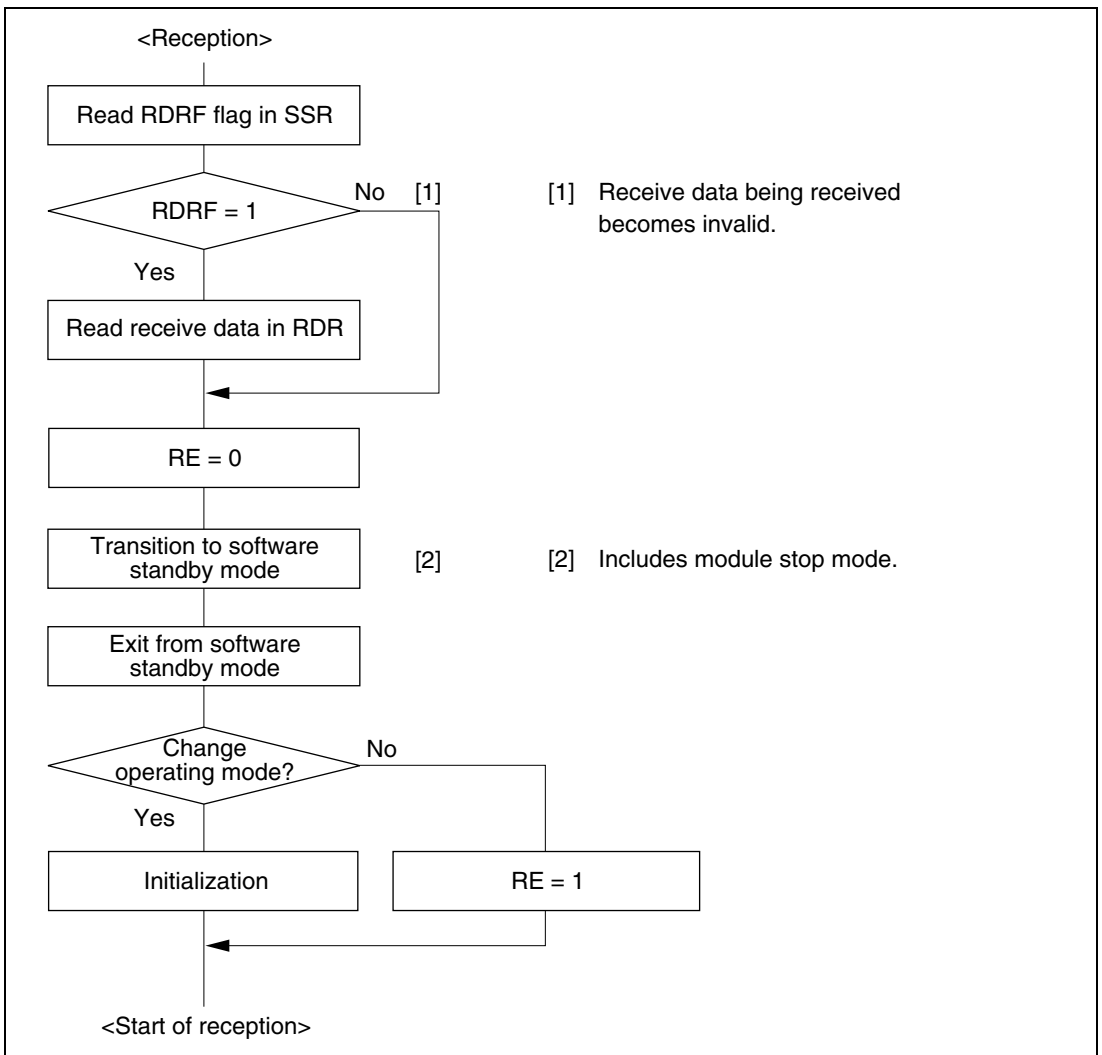 <Reception>
Read RDRF flag in SSR
No [1]
RDRF = 1
[1] Receive data being received
becomes invalid.
Yes
Read receive data in RDR
RE = 0
Transition to software
standby mode
[2]
[2] Includes module stop mode.
Exit from software
standby mode
Change
operating mode?
No
Yes
Initialization
RE = 1
<Start of reception>